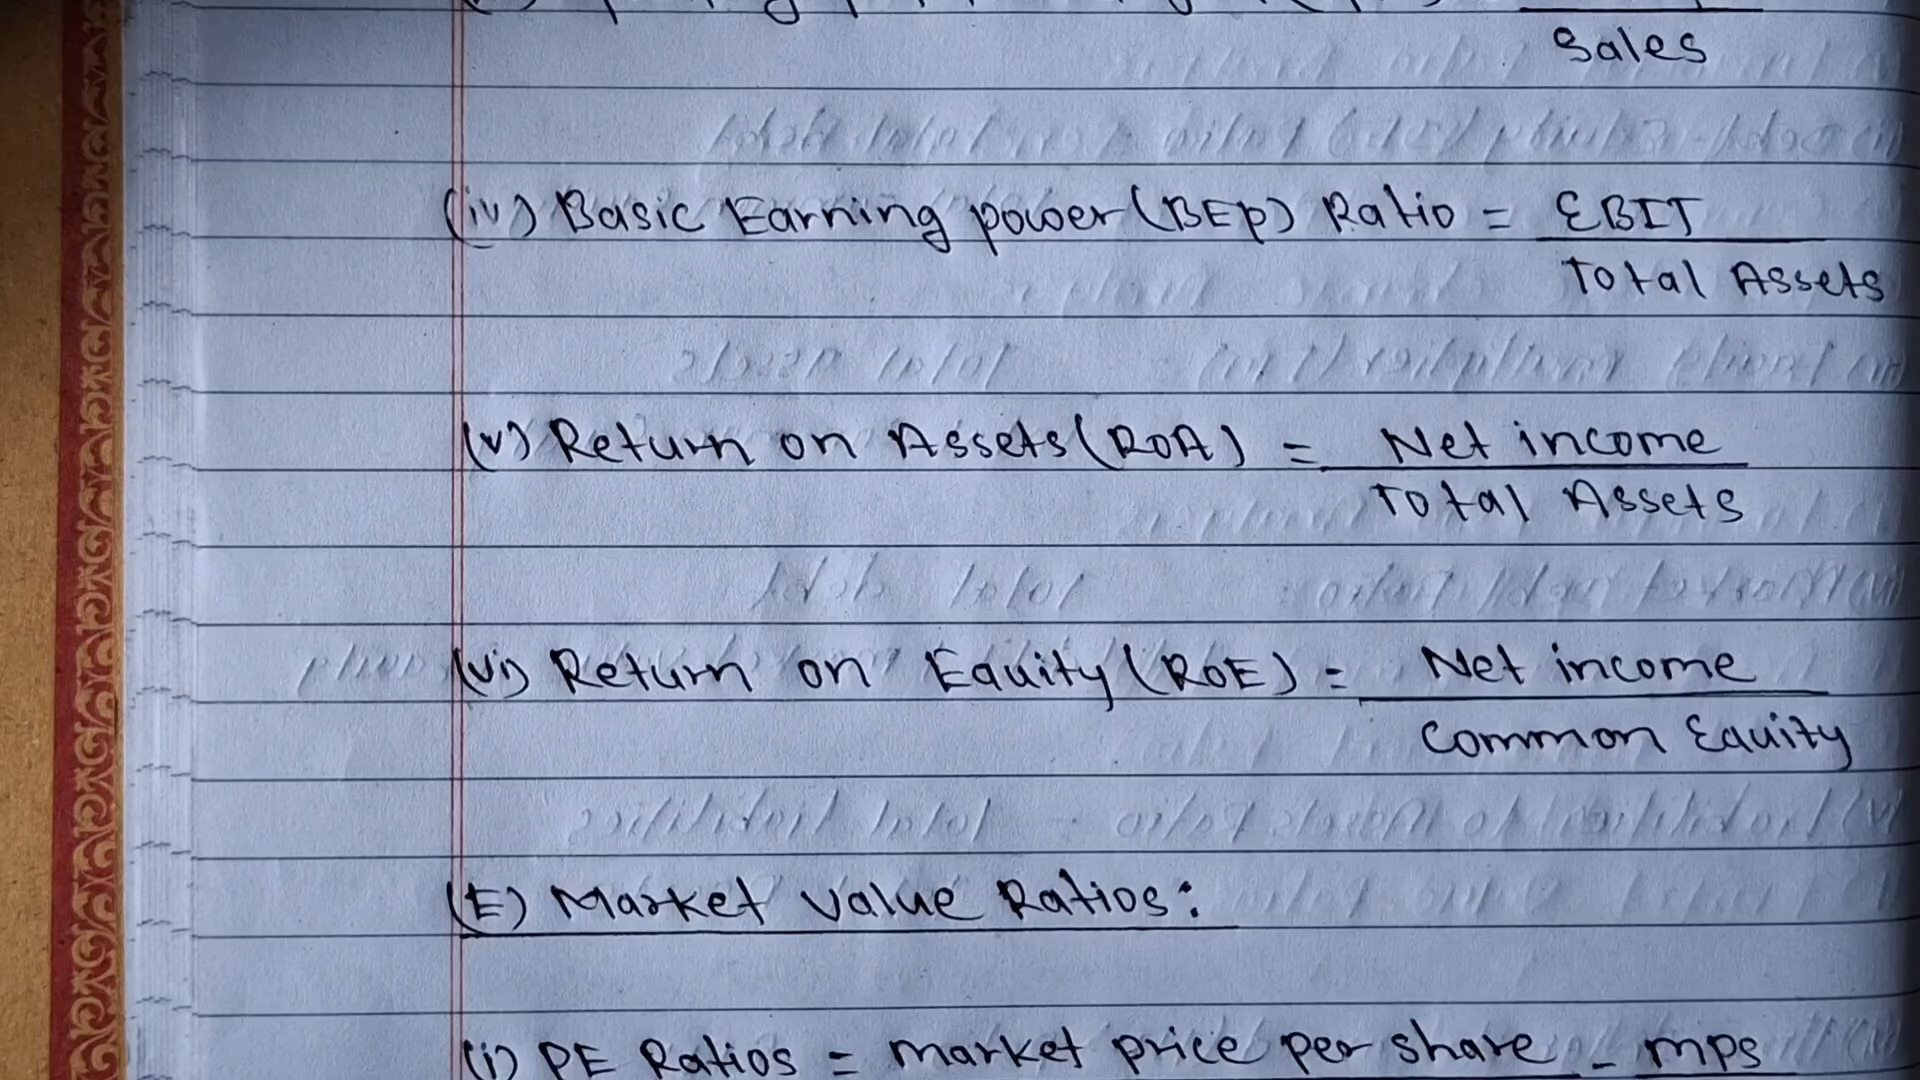 Sales
(iv) Basic Earning power (BEP) Ratio = EBIT
Total Assets
(v) Return on Assets (ROA) = Net income
Total Assets
(vi) Return on Equity (ROE) = Net income
Common Equity
(E) Market value Ratios:
(i) PE Ratios = market price per share = mps